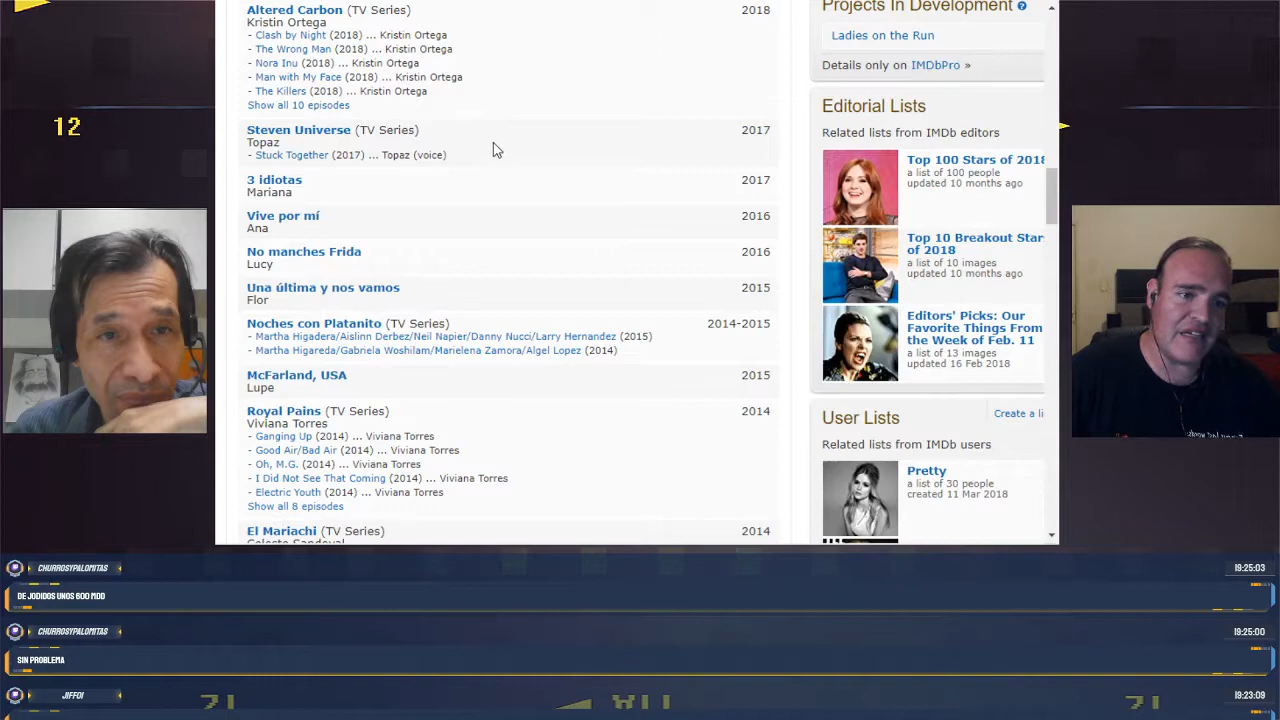 Altered Carbon (TV Series) 2018
Kristin Ortega
- Clash by Night (2018) ... Kristin Ortega
- The Wrong Man (2018) ... Kristin Ortega
- Nora Inu (2018) ... Kristin Ortega
- Man with My Face (2018) ... Kristin Ortega
- The Killers (2018) ... Kristin Ortega
Show all 10 episodes
Steven Universe (TV Series) 2017
Topaz
- Stuck Together (2017) ... Topaz (voice)
3 idiotas 2017
Mariana
Vive por mí 2016
Ana
No manches Frida 2016
Lucy
Una última y nos vamos 2015
Flor
Noches con Platanito (TV Series) 2014-2015
- Martha Higadera/Aislinn Derbez/Neil Napier/Danny Nucci/Larry Hernandez (2015)
- Martha Higareda/Gabriela Woshilam/Marielena Zamora/Algel Lopez (2014)
McFarland, USA 2015
Lupe
Royal Pains (TV Series) 2014
Viviana Torres
- Ganging Up (2014) ... Viviana Torres
- Good Air/Bad Air (2014) ... Viviana Torres
- Oh, M.G. (2014) ... Viviana Torres
- I Did Not See That Coming (2014) ... Viviana Torres
- Electric Youth (2014) ... Viviana Torres
Show all 8 episodes
El Mariachi (TV Series) 2014
Celeste Sandoval
Projects In Development
Ladies on the Run
Details only on IMDbPro »
Editorial Lists
Related lists from IMDb editors
Top 100 Stars of 2018
a list of 100 people
updated 10 months ago
Top 10 Breakout Stars
of 2018
a list of 10 images
updated 10 months ago
Editors' Picks: Our
Favorite Things From
the Week of Feb. 11
a list of 13 images
updated 16 Feb 2018
User Lists
Create a li
Related lists from IMDb users
Pretty
a list of 30 people
created 11 Mar 2018
12
CHURROSYPALOMITAS 19:25:03
DE JODIDOS UNOS 600 MDD
CHURROSYPALOMITAS 19:25:00
SIN PROBLEMA
JIFFOI 19:23:09